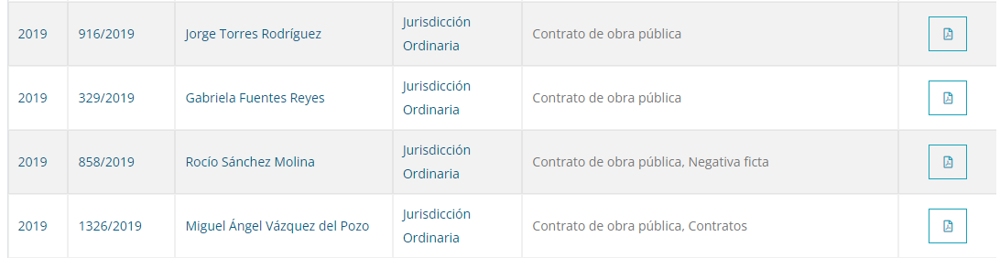 2019 916/2019 Jorge Torres Rodríguez Jurisdicción Ordinaria Contrato de obra pública
2019 329/2019 Gabriela Fuentes Reyes Jurisdicción Ordinaria Contrato de obra pública
2019 858/2019 Rocío Sánchez Molina Jurisdicción Ordinaria Contrato de obra pública, Negativa ficta
2019 1326/2019 Miguel Ángel Vázquez del Pozo Jurisdicción Ordinaria Contrato de obra pública, Contratos